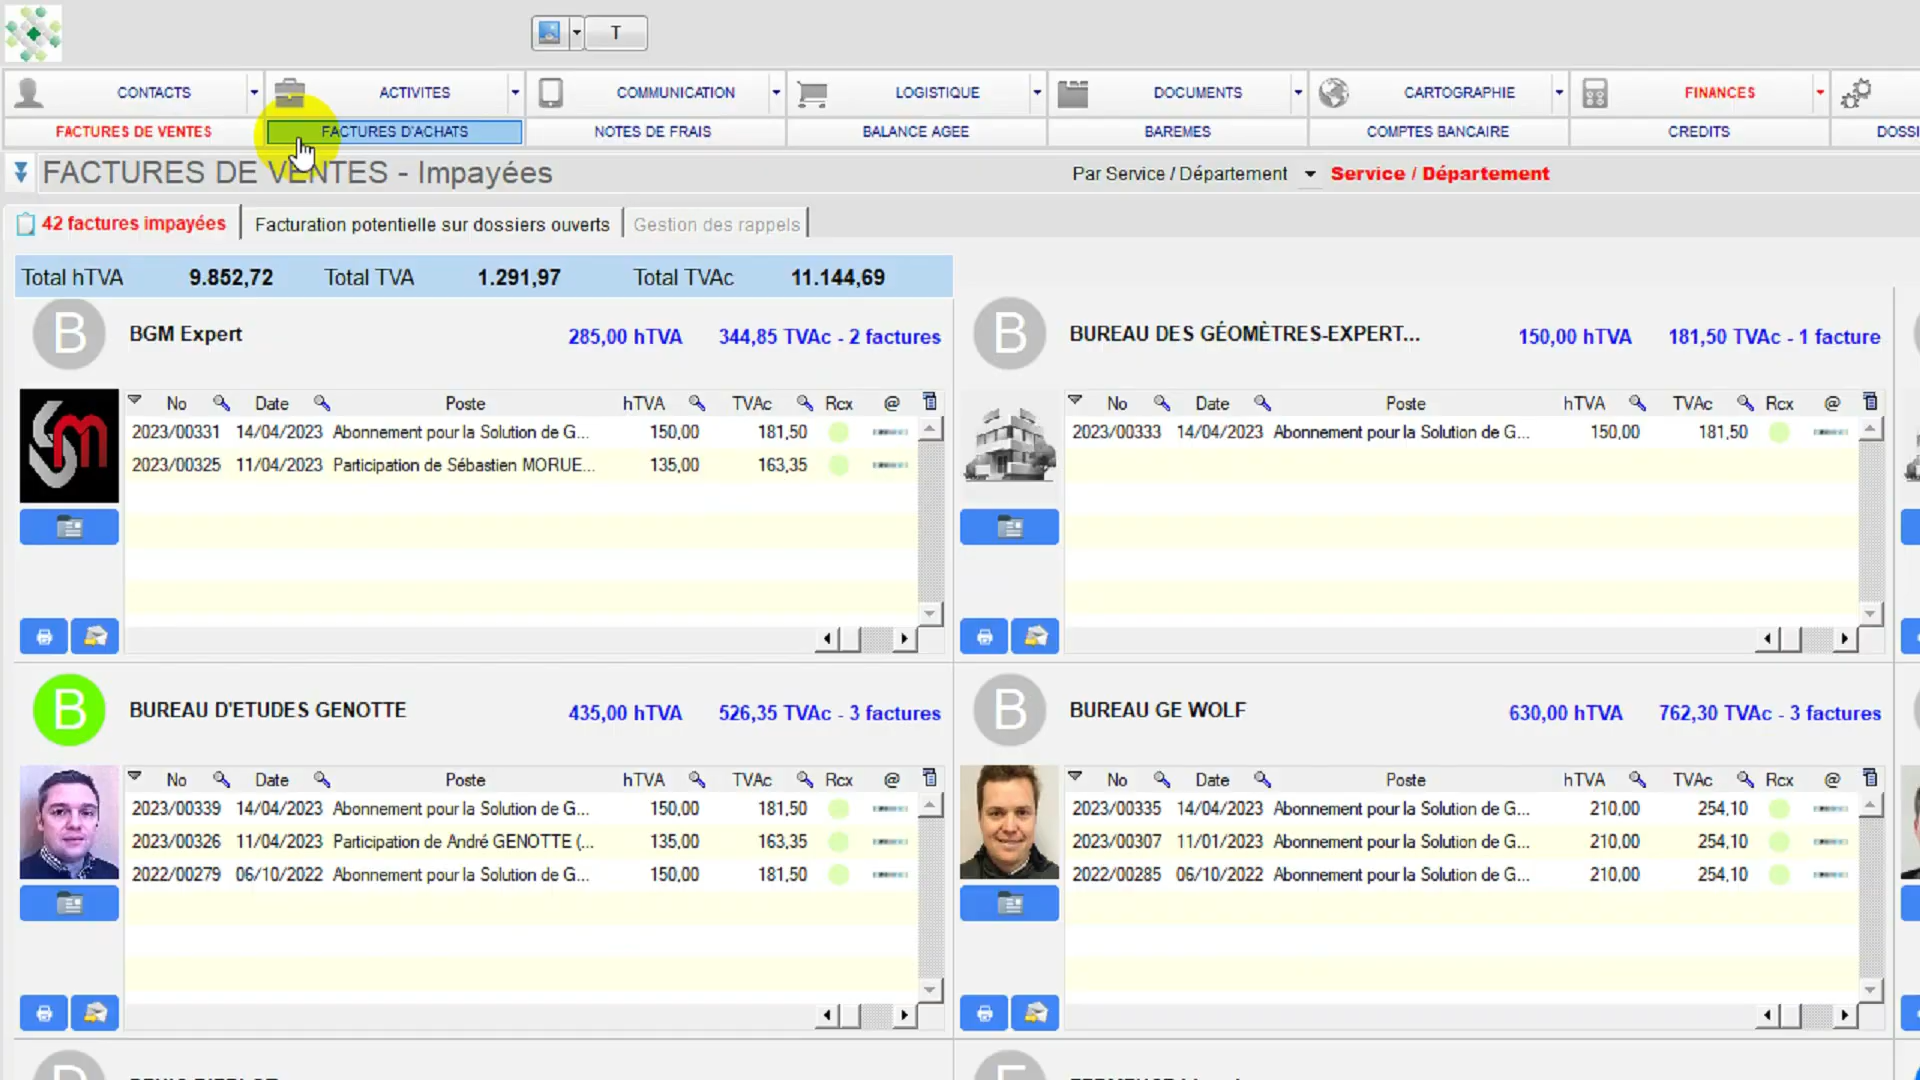 T
CONTACTS ACTIVITES COMMUNICATION LOGISTIQUE DOCUMENTS CARTOGRAPHIE FINANCES
FACTURES DE VENTES FACTURES D'ACHATS NOTES DE FRAIS BALANCE AGEE BAREMES COMPTES BANCAIRE CREDITS DOSSI
FACTURES DE VENTES - Impayées Par Service / Département Service / Département
42 factures impayées Facturation potentielle sur dossiers ouverts Gestion des rappels
Total hTVA 9.852,72 Total TVA 1.291,97 Total TVAc 11.144,69
B BGM Expert 285,00 hTVA 344,85 TVAc - 2 factures
No Date Poste hTVA TVAc Rcx @
2023/00331 14/04/2023 Abonnement pour la Solution de G... 150,00 181,50
2023/00325 11/04/2023 Participation de Sébastien MORUE... 135,00 163,35
B BUREAU DES GÉOMÈTRES-EXPERT... 150,00 hTVA 181,50 TVAc - 1 facture
No Date Poste hTVA TVAc Rcx @
2023/00333 14/04/2023 Abonnement pour la Solution de G... 150,00 181,50
B BUREAU D'ETUDES GENOTTE 435,00 hTVA 526,35 TVAc - 3 factures
No Date Poste hTVA TVAc Rcx @
2023/00339 14/04/2023 Abonnement pour la Solution de G... 150,00 181,50
2023/00326 11/04/2023 Participation de André GENOTTE (... 135,00 163,35
2022/00279 06/10/2022 Abonnement pour la Solution de G... 150,00 181,50
B BUREAU GE WOLF 630,00 hTVA 762,30 TVAc - 3 factures
No Date Poste hTVA TVAc Rcx @
2023/00335 14/04/2023 Abonnement pour la Solution de G... 210,00 254,10
2023/00307 11/01/2023 Abonnement pour la Solution de G... 210,00 254,10
2022/00285 06/10/2022 Abonnement pour la Solution de G... 210,00 254,10